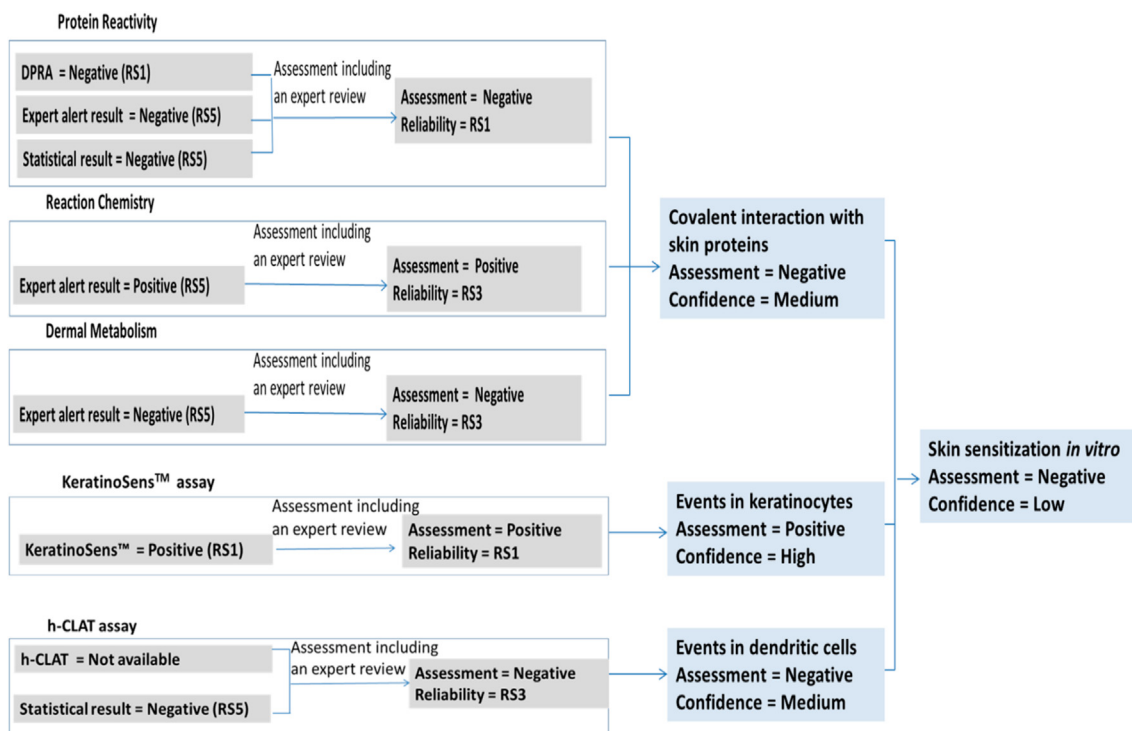 Protein Reactivity
DPRA = Negative (RS1)
Expert alert result = Negative (RS5)
Statistical result = Negative (RS5)
Assessment including
an expert review
Assessment = Negative
Reliability = RS1
Reaction Chemistry
Expert alert result = Positive (RS5)
Assessment including
an expert review
Assessment = Positive
Reliability = RS3
Dermal Metabolism
Expert alert result = Negative (RS5)
Assessment including
an expert review
Assessment = Negative
Reliability = RS3
Covalent interaction with
skin proteins
Assessment = Negative
Confidence = Medium
KeratinoSens™ assay
KeratinoSens™ = Positive (RS1)
Assessment including
an expert review
Assessment = Positive
Reliability = RS1
Events in keratinocytes
Assessment = Positive
Confidence = High
h-CLAT assay
h-CLAT = Not available
Statistical result = Negative (RS5)
Assessment including
an expert review
Assessment = Negative
Reliability = RS3
Events in dendritic cells
Assessment = Negative
Confidence = Medium
Skin sensitization in vitro
Assessment = Negative
Confidence = Low